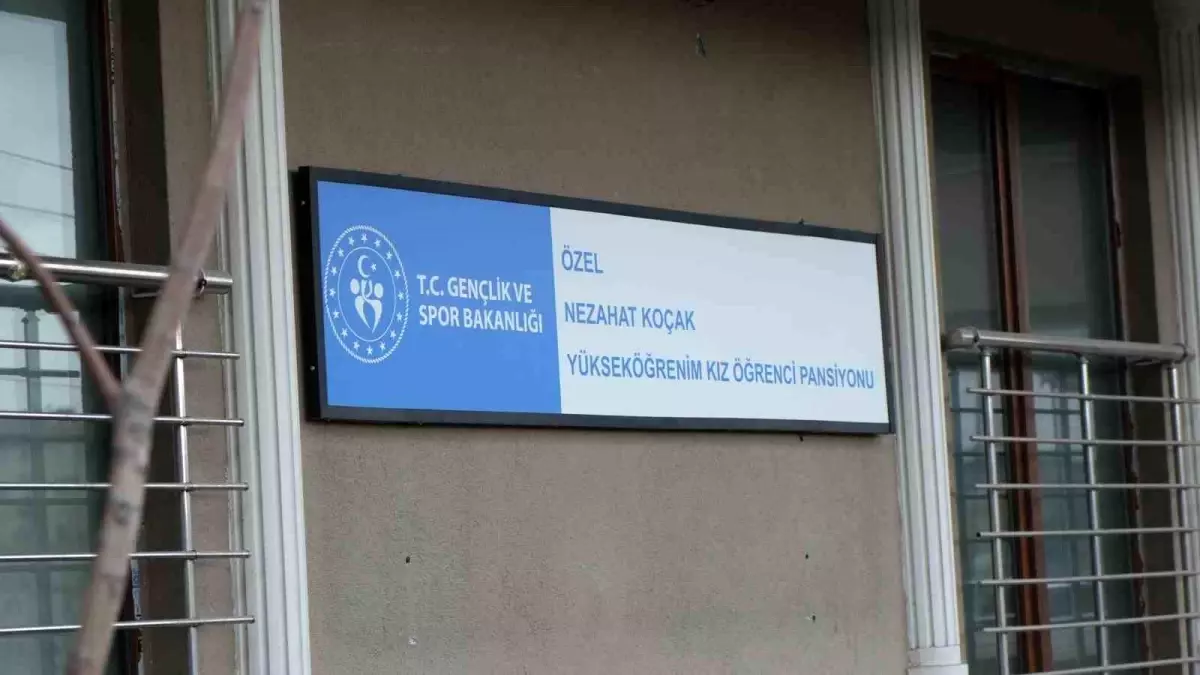 T.C. GENÇLİK VE
SPOR BAKANLIĞI
ÖZEL
NEZAHAT KOÇAK
YÜKSEKÖĞRENİM KIZ ÖĞRENCİ PANSİYONU